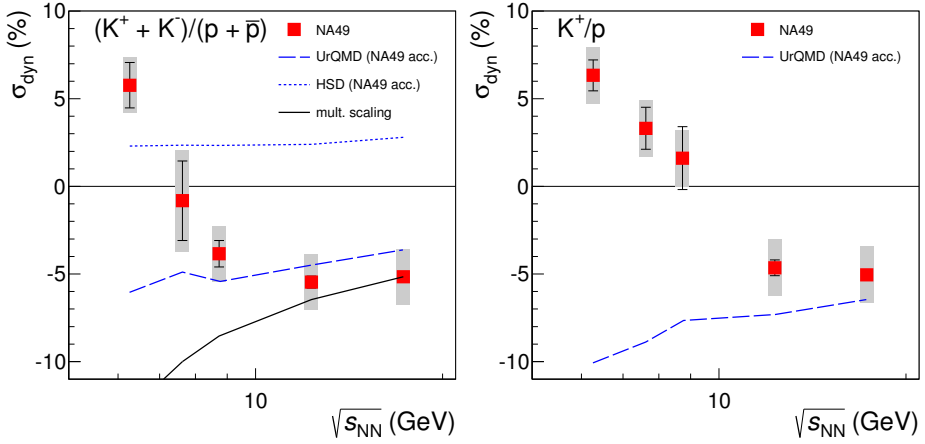 σdyn (%)
10
5
0
-5
-10
(K+ + K-)/(p + p̅)
NA49
UrQMD (NA49 acc.)
HSD (NA49 acc.)
mult. scaling
10
√sNN (GeV)
σdyn (%)
10
5
0
-5
-10
K+/p
NA49
UrQMD (NA49 acc.)
10
√sNN (GeV)